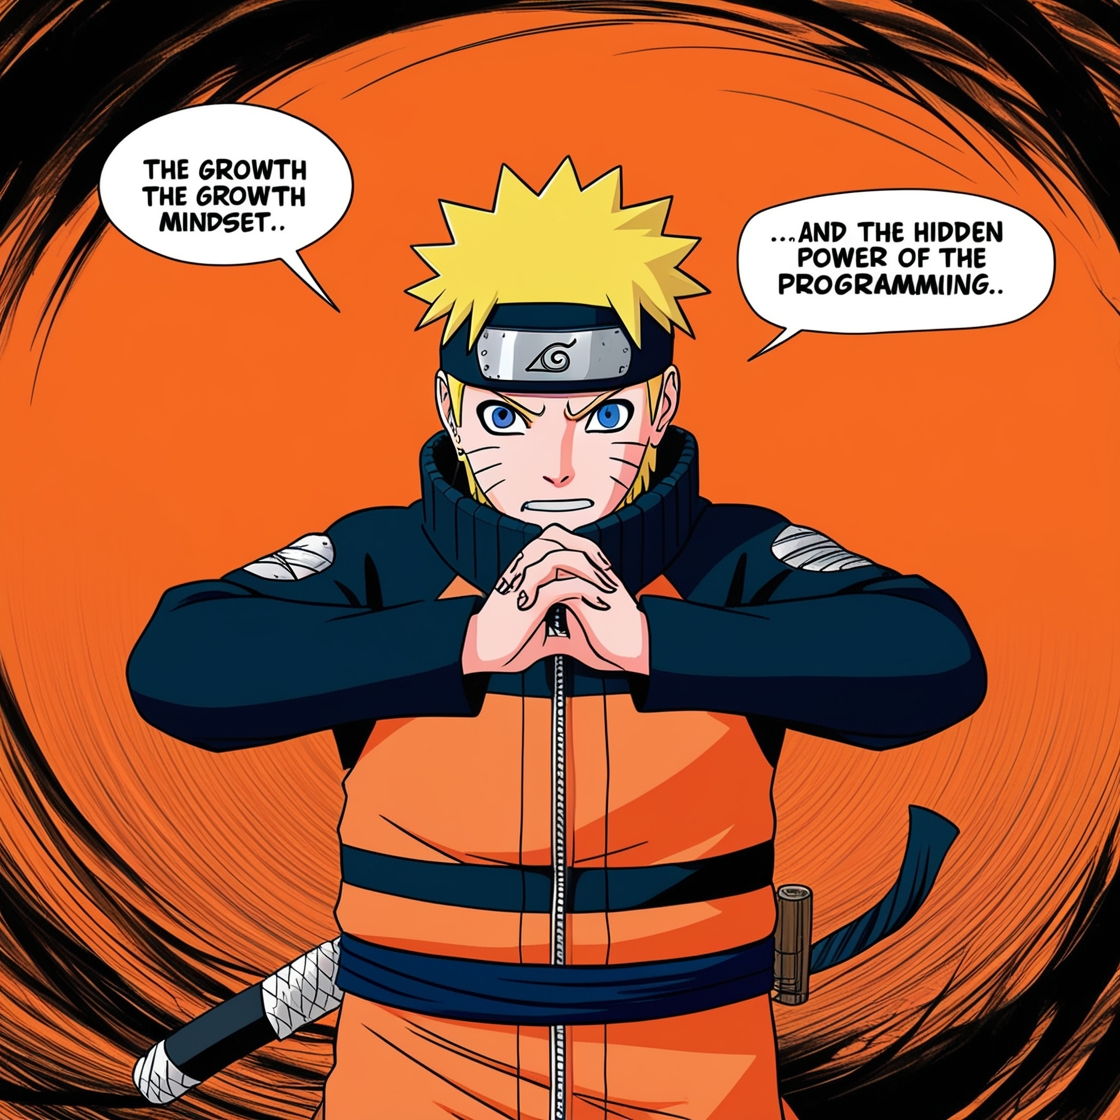 THE GROWTH
THE GROWTH
MINDSET..
...AND THE HIDDEN
POWER OF THE
PROGRAMMIING..